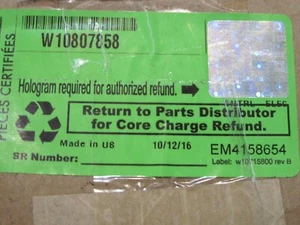 PIECES CERTIFIÉES
W10807858
Hologram required for authorized refund.
Return to Parts Distributor
for Core Charge Refund.
Made in US 10/12/16 EM4158654
SR Number: